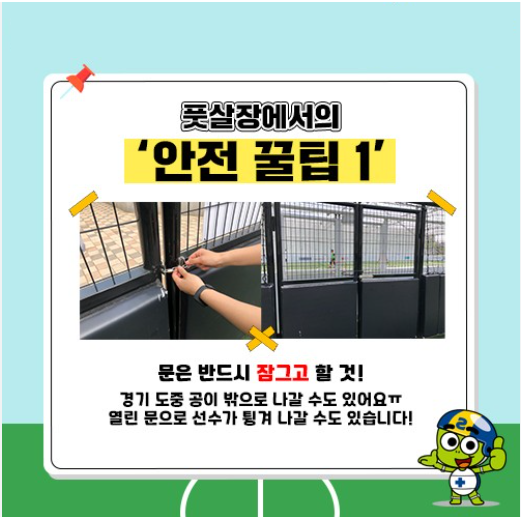 풋살장에서의
‘안전 꿀팁 1’
문은 반드시 잠그고 할 것!
경기 도중 공이 밖으로 나갈 수도 있어요ㅠ
열린 문으로 선수가 튕겨 나갈 수도 있습니다!